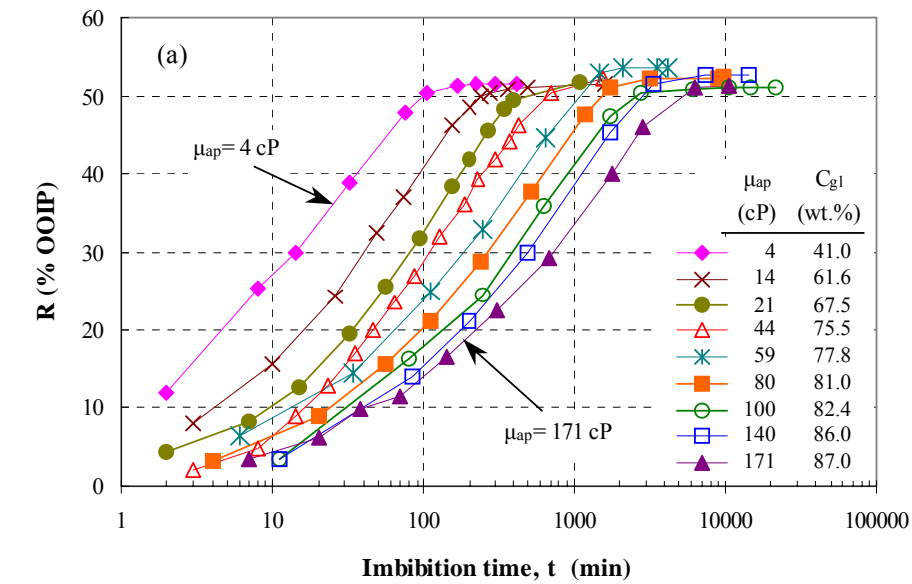 60
50
40
30
20
10
0
R (% OOIP)
(a)
μap= 4 cP
μap= 171 cP
μap Cgl
(cP) (wt.%)
4 41.0
14 61.6
21 67.5
44 75.5
59 77.8
80 81.0
100 82.4
140 86.0
171 87.0
1 10 100 1000 10000 100000
Imbibition time, t (min)